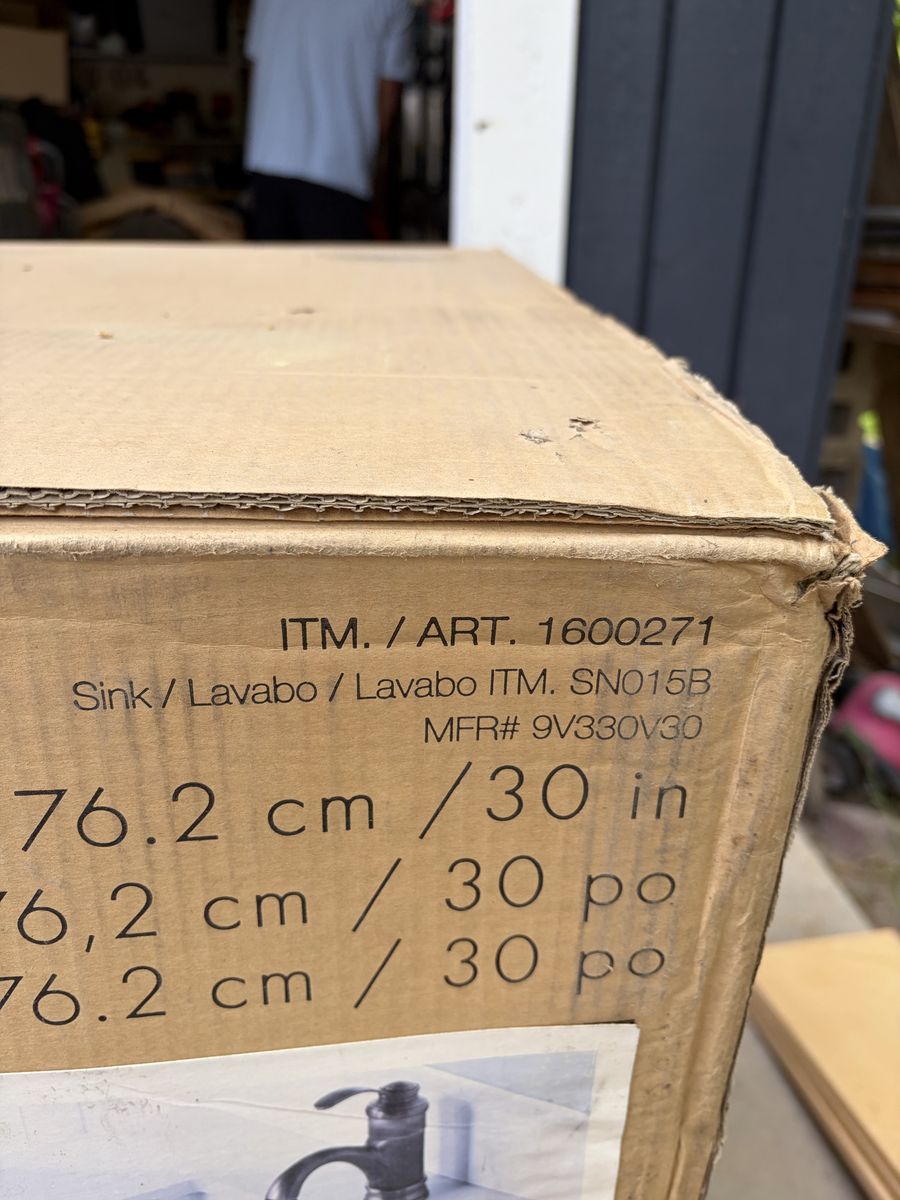 ITM. / ART. 1600271
Sink / Lavabo / Lavabo ITM. SN015B
MFR# 9V330V30
76.2 cm / 30 in
76,2 cm / 30 po
76.2 cm / 30 po